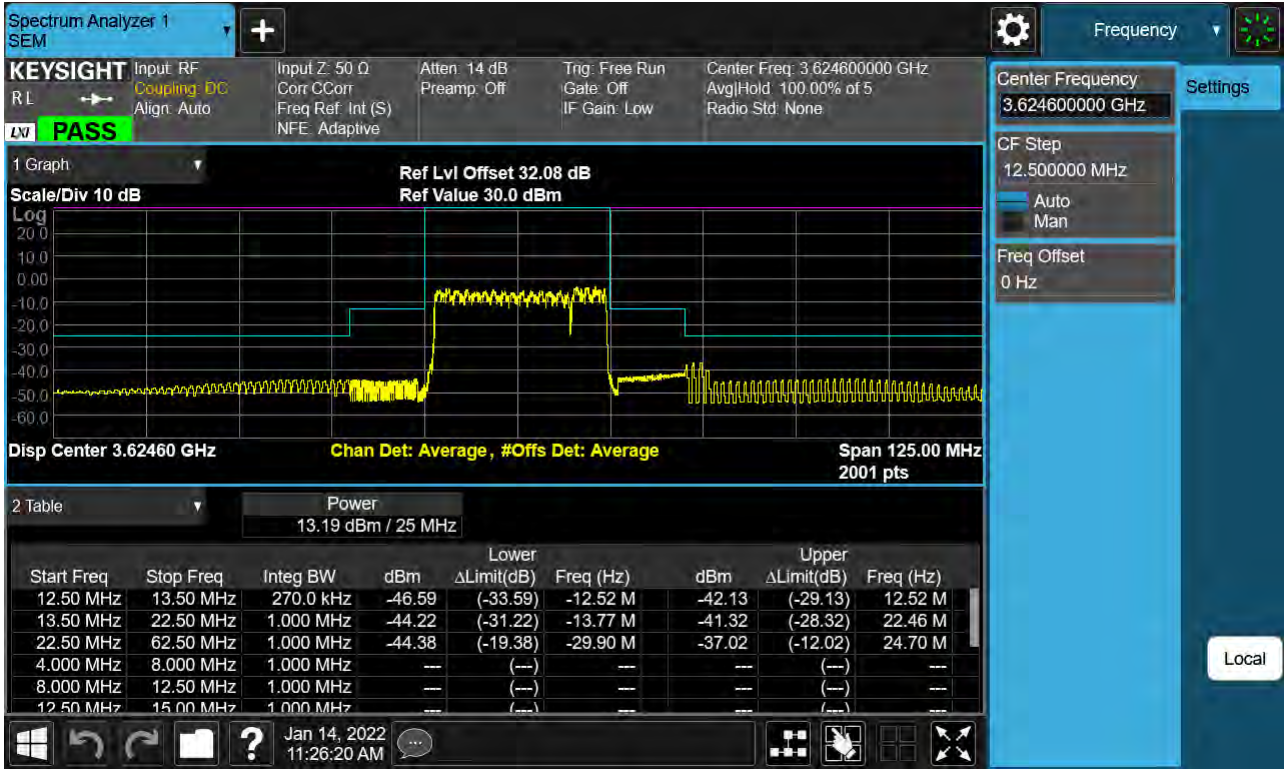 Spectrum Analyzer 1
SEM
Frequency
KEYSIGHT
R L
LXI
PASS
Input: RF
Coupling: DC
Align: Auto
Input Z: 50 Ω
Corr CCorr
Freq Ref: Int (S)
NFE: Adaptive
Atten: 14 dB
Preamp: Off
Trig: Free Run
Gate: Off
IF Gain: Low
Center Freq: 3.624600000 GHz
Avg|Hold: 100.00% of 5
Radio Std: None
Center Frequency
3.624600000 GHz
Settings
CF Step
12.500000 MHz
Auto
Man
Freq Offset
0 Hz
Local
1 Graph
Scale/Div 10 dB
Ref Lvl Offset 32.08 dB
Ref Value 30.0 dBm
Log
20.0
10.0
0.00
-10.0
-20.0
-30.0
-40.0
-50.0
-60.0
Disp Center 3.62460 GHz
Chan Det: Average, #Offs Det: Average
Span 125.00 MHz
2001 pts
2 Table
Power
13.19 dBm / 25 MHz
Lower Upper
Start Freq Stop Freq Integ BW dBm ΔLimit(dB) Freq (Hz) dBm ΔLimit(dB) Freq (Hz)
12.50 MHz 13.50 MHz 270.0 kHz -46.59 (-33.59) -12.52 M -42.13 (-29.13) 12.52 M
13.50 MHz 22.50 MHz 1.000 MHz -44.22 (-31.22) -13.77 M -41.32 (-28.32) 22.46 M
22.50 MHz 62.50 MHz 1.000 MHz -44.38 (-19.38) -29.90 M -37.02 (-12.02) 24.70 M
4.000 MHz 8.000 MHz 1.000 MHz --- (---) --- --- (---) ---
8.000 MHz 12.50 MHz 1.000 MHz --- (---) --- --- (---) ---
12.50 MHz 15.00 MHz 1.000 MHz --- (---) --- --- (---) ---
?
Jan 14, 2022
11:26:20 AM